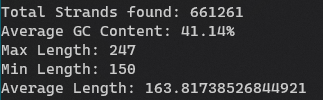 Total Strands found: 661261
Average GC Content: 41.14%
Max Length: 247
Min Length: 150
Average Length: 163.81738526844921